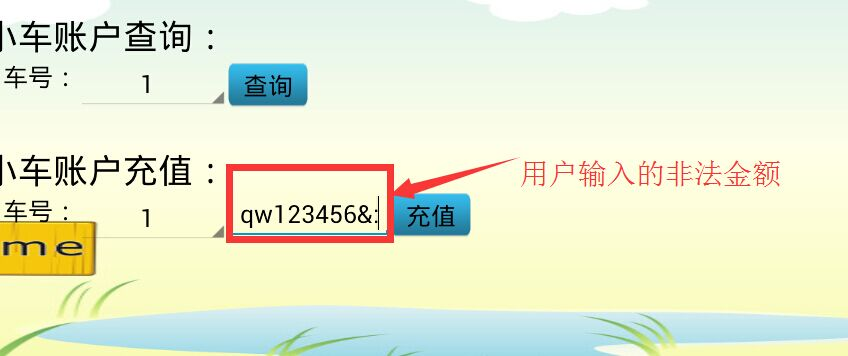 小车账户查询：
车号： 1 查询
小车账户充值：
用户输入的非法金额
车号： 1 qw123456&: 充值
me